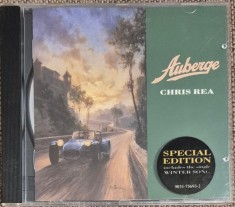 Auberge
CHRIS REA
SPECIAL
EDITION
includes the single
WINTER SONG